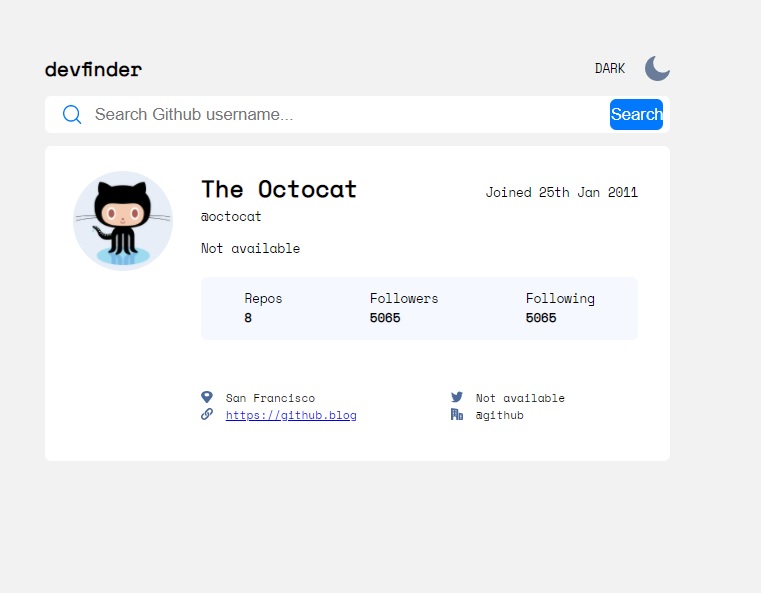 devfinder
DARK
Search Github username...
Search
The Octocat
Joined 25th Jan 2011
@octocat
Not available
Repos Followers Following
8 5065 5065
San Francisco Not available
https://github.blog @github